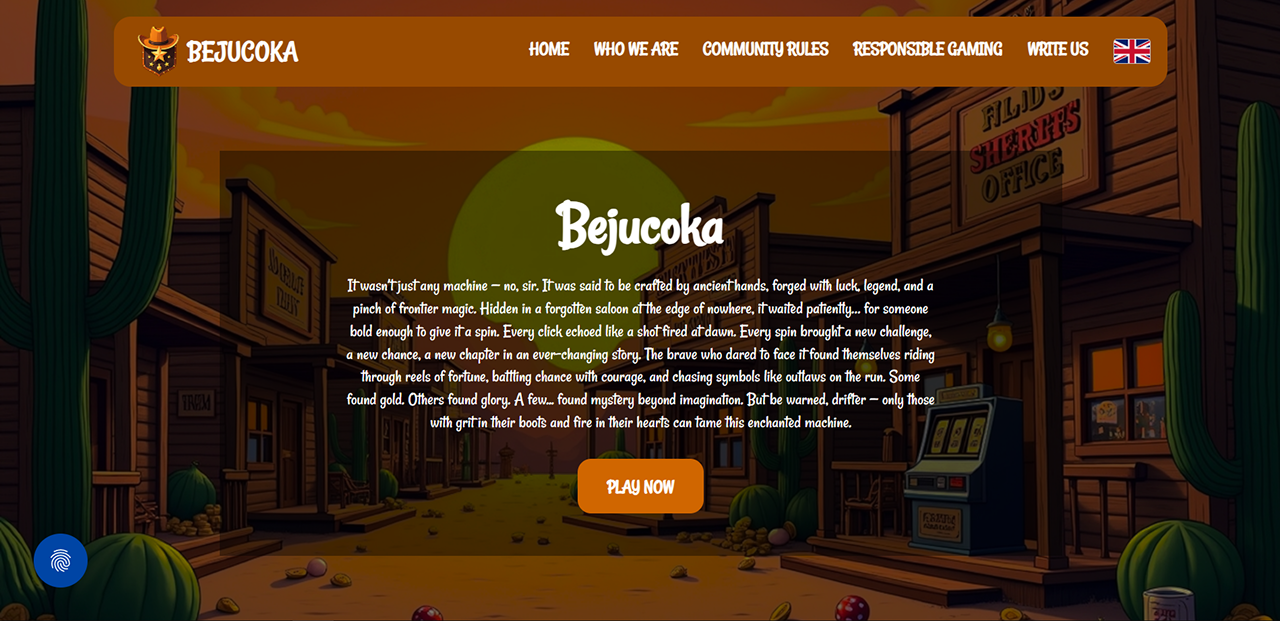 BEJUCOKA
HOME WHO WE ARE COMMUNITY RULES RESPONSIBLE GAMING WRITE US
SHERIFS
OFFICE
Bejucoka
It wasn't just any machine — no, sir. It was said to be crafted by ancient hands, forged with luck, legend, and a
pinch of frontier magic. Hidden in a forgotten saloon at the edge of nowhere, it waited patiently... for someone
bold enough to give it a spin. Every click echoed like a shot fired at dawn. Every spin brought a new challenge,
a new chance, a new chapter in an ever-changing story. The brave who dared to face it found themselves riding
through reels of fortune, battling chance with courage, and chasing symbols like outlaws on the run. Some
found gold. Others found glory. A few... found mystery beyond imagination. But be warned, drifter — only those
with grit in their boots and fire in their hearts can tame this enchanted machine.
PLAY NOW